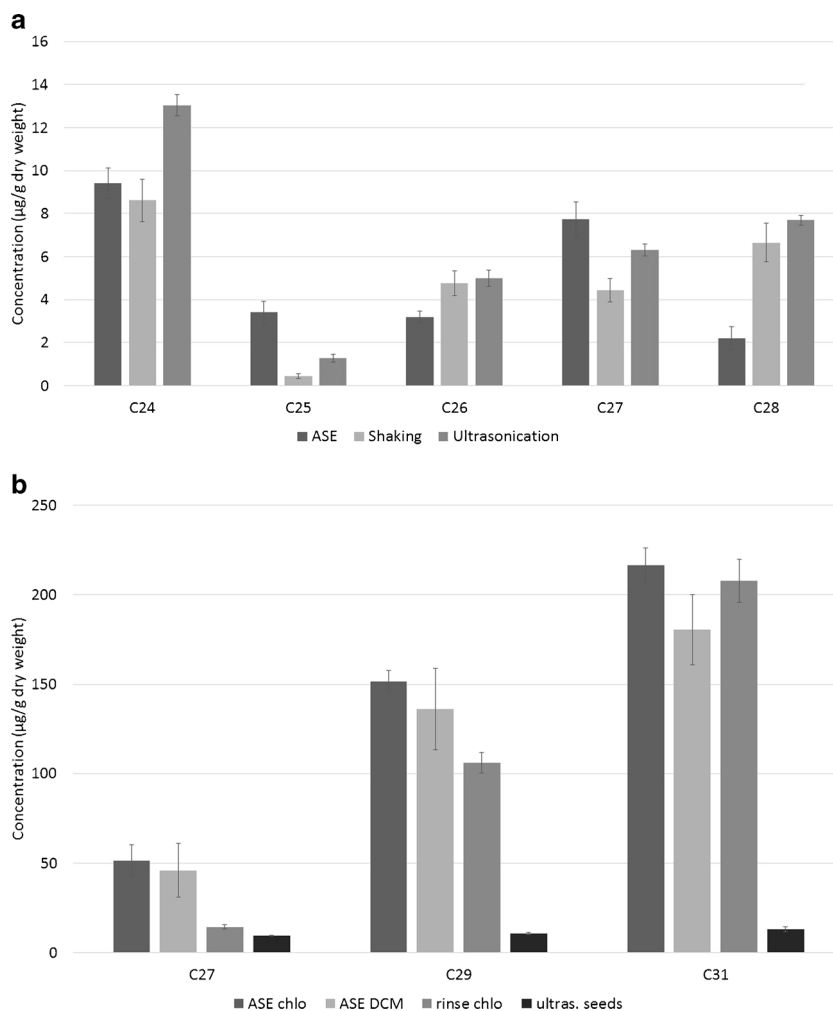 a
Concentration (µg/g dry weight)
16
14
12
10
8
6
4
2
0
C24 C25 C26 C27 C28
ASE Shaking Ultrasonication
b
Concentration (µg/g dry weight)
250
200
150
100
50
0
C27 C29 C31
ASE chlo ASE DCM rinse chlo ultras. seeds